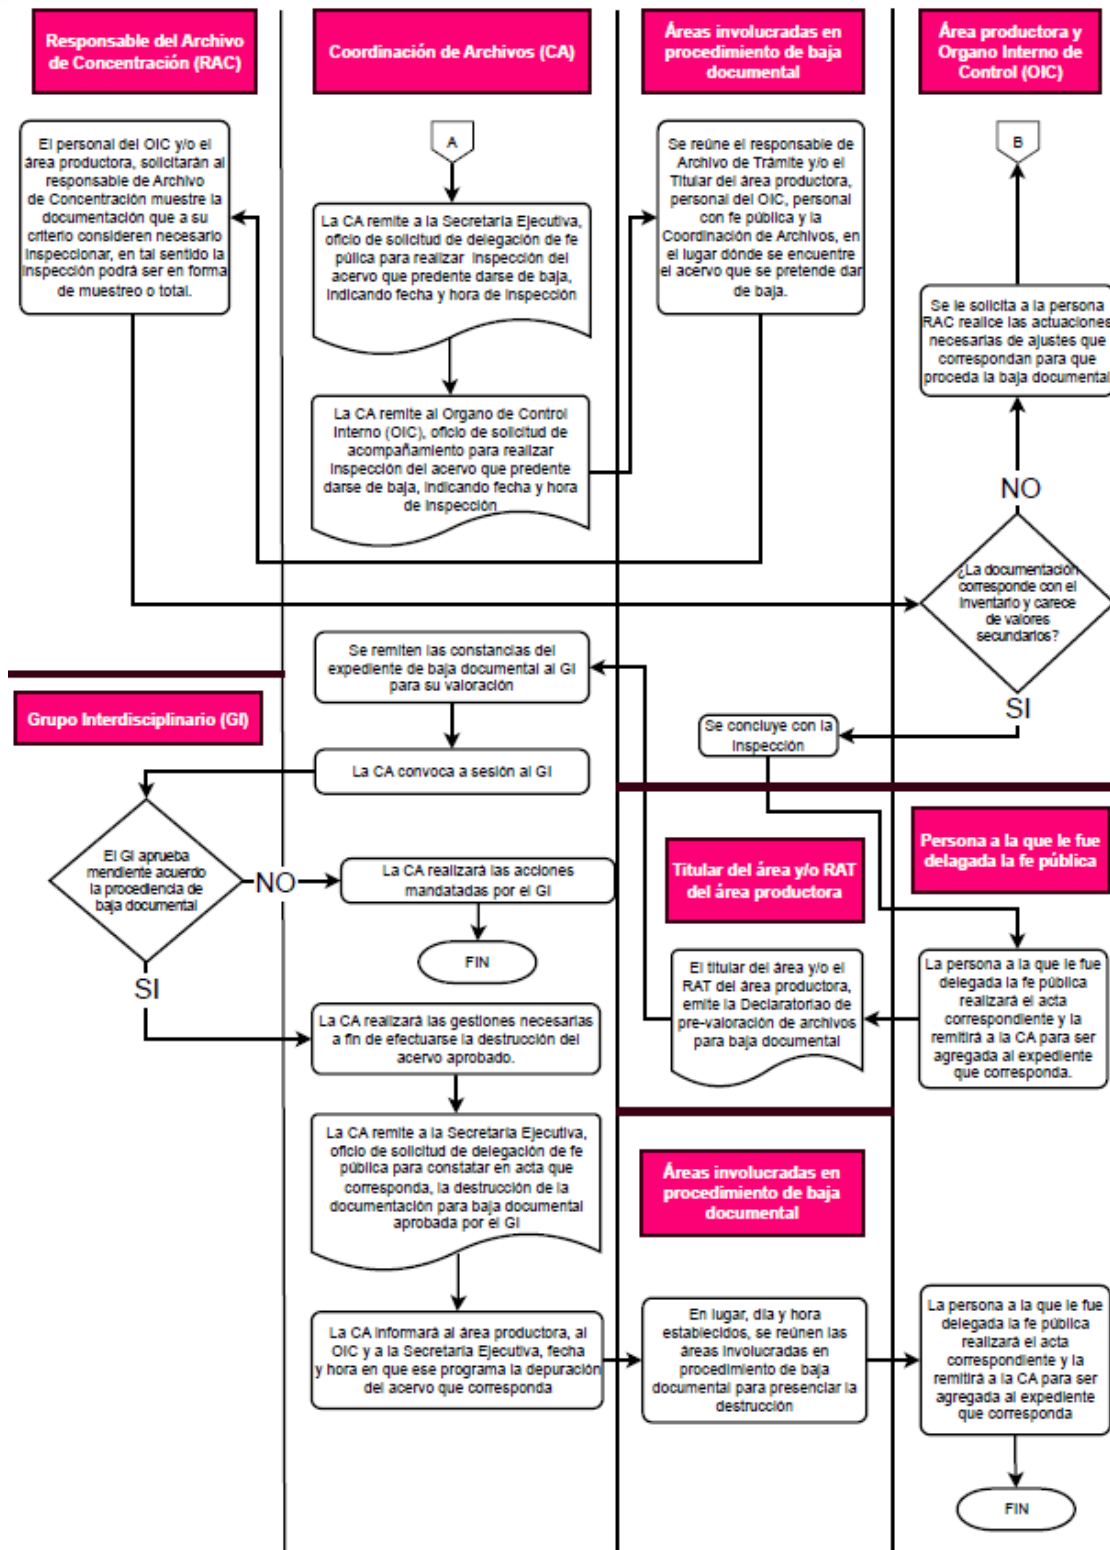 Responsable del Archivo
de Concentración (RAC)
Coordinación de Archivos (CA)
Áreas involucradas en
procedimiento de baja
documental
Área productora y
Organo Interno de
Control (OIC)
El personal del OIC y/o el
área productora, solicitarán al
responsable de Archivo
de Concentración muestre la
documentación que a su
criterio consideren necesario
inspeccionar, en tal sentido la
inspección podrá ser en forma
de muestreo o total.
A
La CA remite a la Secretaria Ejecutiva,
oficio de solicitud de delegación de fe
púlica para realizar inspección del
acervo que predente darse de baja,
indicando fecha y hora de inspección
La CA remite al Organo de Control
Interno (OIC), oficio de solicitud de
acompañamiento para realizar
inspección del acervo que predente
darse de baja, indicando fecha y hora
de inspección
Se reúne el responsable de
Archivo de Trámite y/o el
Titular del área productora,
personal del OIC, personal
con fe pública y la
Coordinación de Archivos, en
el lugar dónde se encuentre
el acervo que se pretende dar
de baja.
B
Se le solicita a la persona
RAC realice las actuaciones
necesarias de ajustes que
correspondan para que
proceda la baja documental
NO
¿La documentación
corresponde con el
inventario y carece
de valores
secundarios?
SI
Se concluye con la
inspección
Se remiten las constancias del
expediente de baja documental al GI
para su valoración
La CA convoca a sesión al GI
Grupo Interdisciplinario (GI)
El GI aprueba
mendiente acuerdo
la procediencia de
baja documental
NO
La CA realizará las acciones
mandatadas por el GI
FIN
SI
Titular del área y/o RAT
del área productora
Persona a la que le fue
delagada la fe pública
El titular del área y/o el
RAT del área productora,
emite la Declaratoriao de
pre-valoración de archivos
para baja documental
La persona a la que le fue
delegada la fe pública
realizará el acta
correspondiente y la
remitirá a la CA para ser
agregada al expediente
que corresponda.
La CA realizará las gestiones necesarias
a fin de efectuarse la destrucción del
acervo aprobado.
La CA remite a la Secretaria Ejecutiva,
oficio de solicitud de delegación de fe
pública para constatar en acta que
corresponda, la destrucción de la
documentación para baja documental
aprobada por el GI
Áreas involucradas en
procedimiento de baja
documental
La CA informará al área productora, al
OIC y a la Secretaria Ejecutiva, fecha
y hora en que ese programa la depuración
del acervo que corresponda
En lugar, día y hora
establecidos, se reúnen las
áreas involucradas en
procedimiento de baja
documental para presenciar la
destrucción
La persona a la que le fue
delegada la fe pública
realizará el acta
correspondiente y la
remitirá a la CA para ser
agregada al expediente
que corresponda
FIN